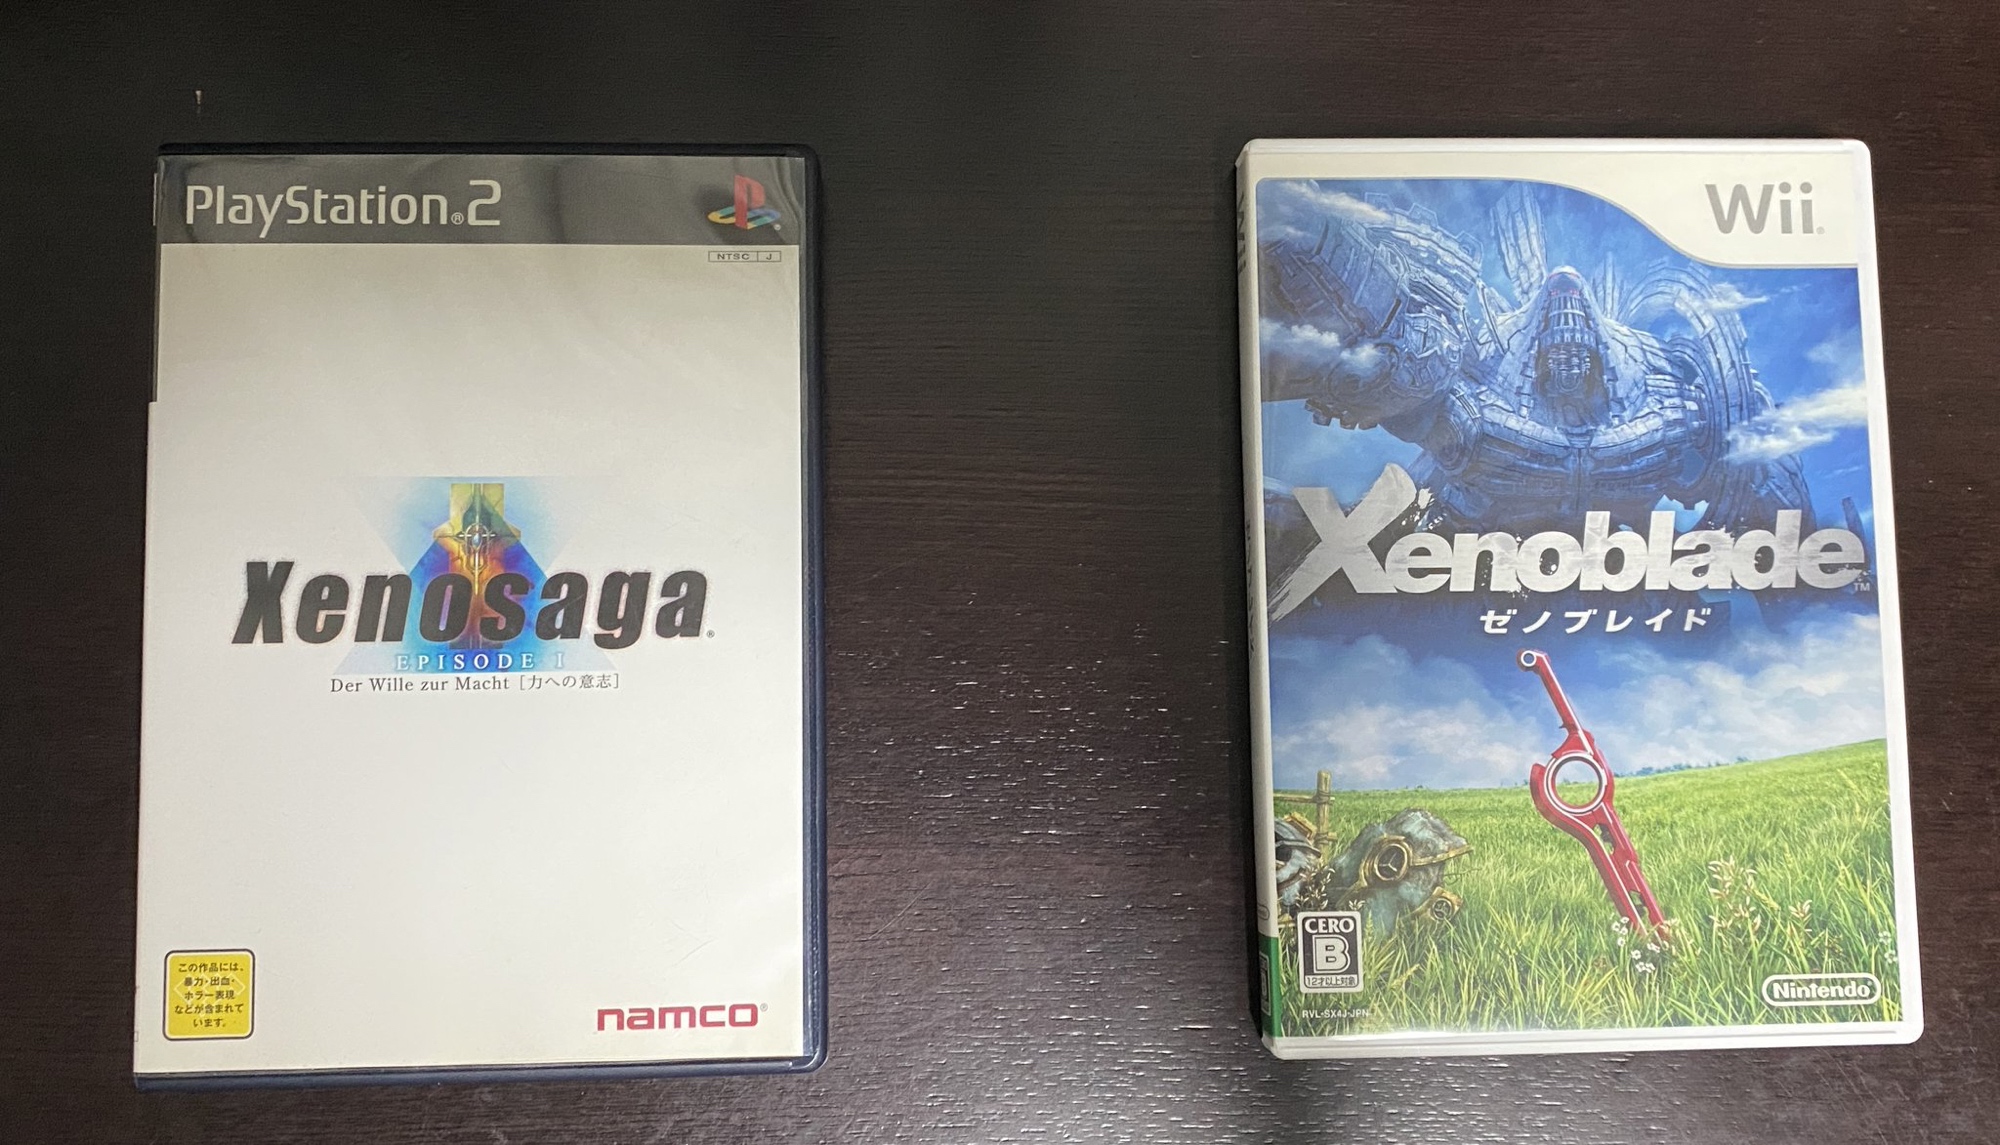 PlayStation®2
NTSC J
Xenosaga®
EPISODE I
Der Wille zur Macht [力への意志]
この作品には、
暴力・出血・
ホラー表現
などが含まれて
います。
namco®
Wii®
Xenoblade™
ゼノブレイド
CERO
B
12才以上対象
RVL-SX4J-JPN
Nintendo®